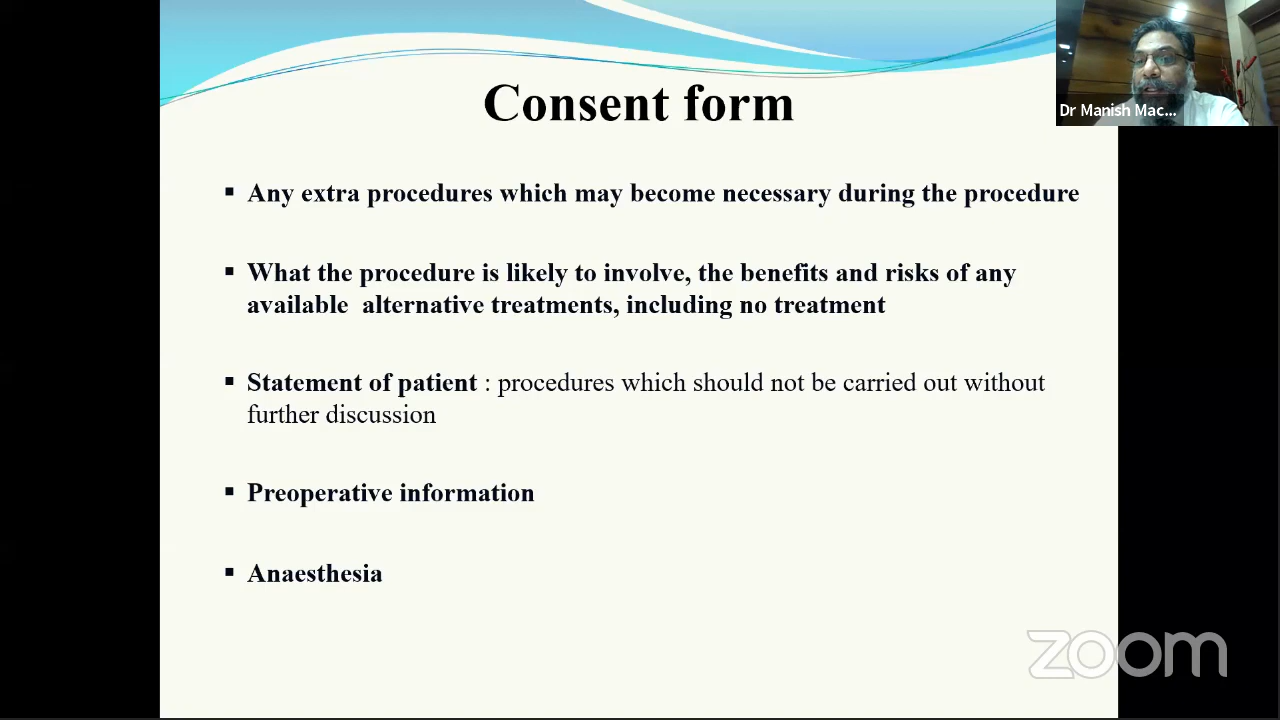 Consent form
Dr Manish Mac...
▪ Any extra procedures which may become necessary during the procedure
▪ What the procedure is likely to involve, the benefits and risks of any
available alternative treatments, including no treatment
▪ Statement of patient : procedures which should not be carried out without
further discussion
▪ Preoperative information
▪ Anaesthesia
zoom